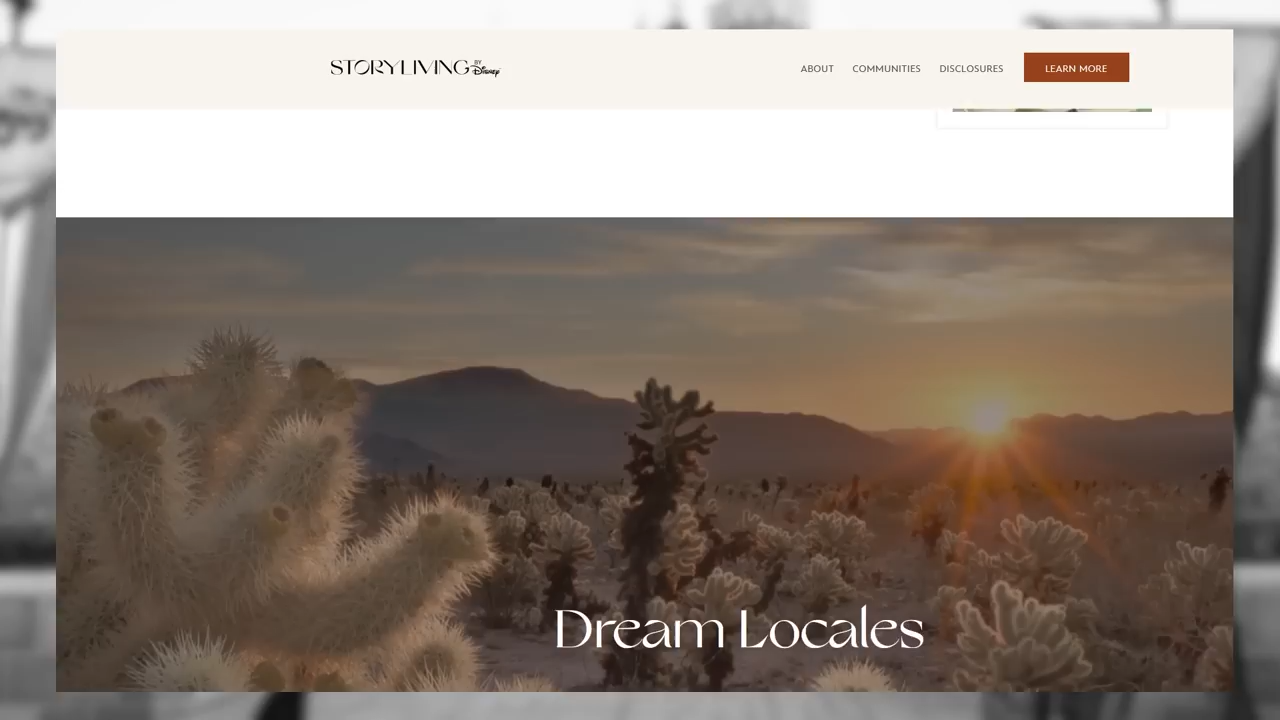 STORYLIVING BY Disney
ABOUT COMMUNITIES DISCLOSURES LEARN MORE
Dream Locales